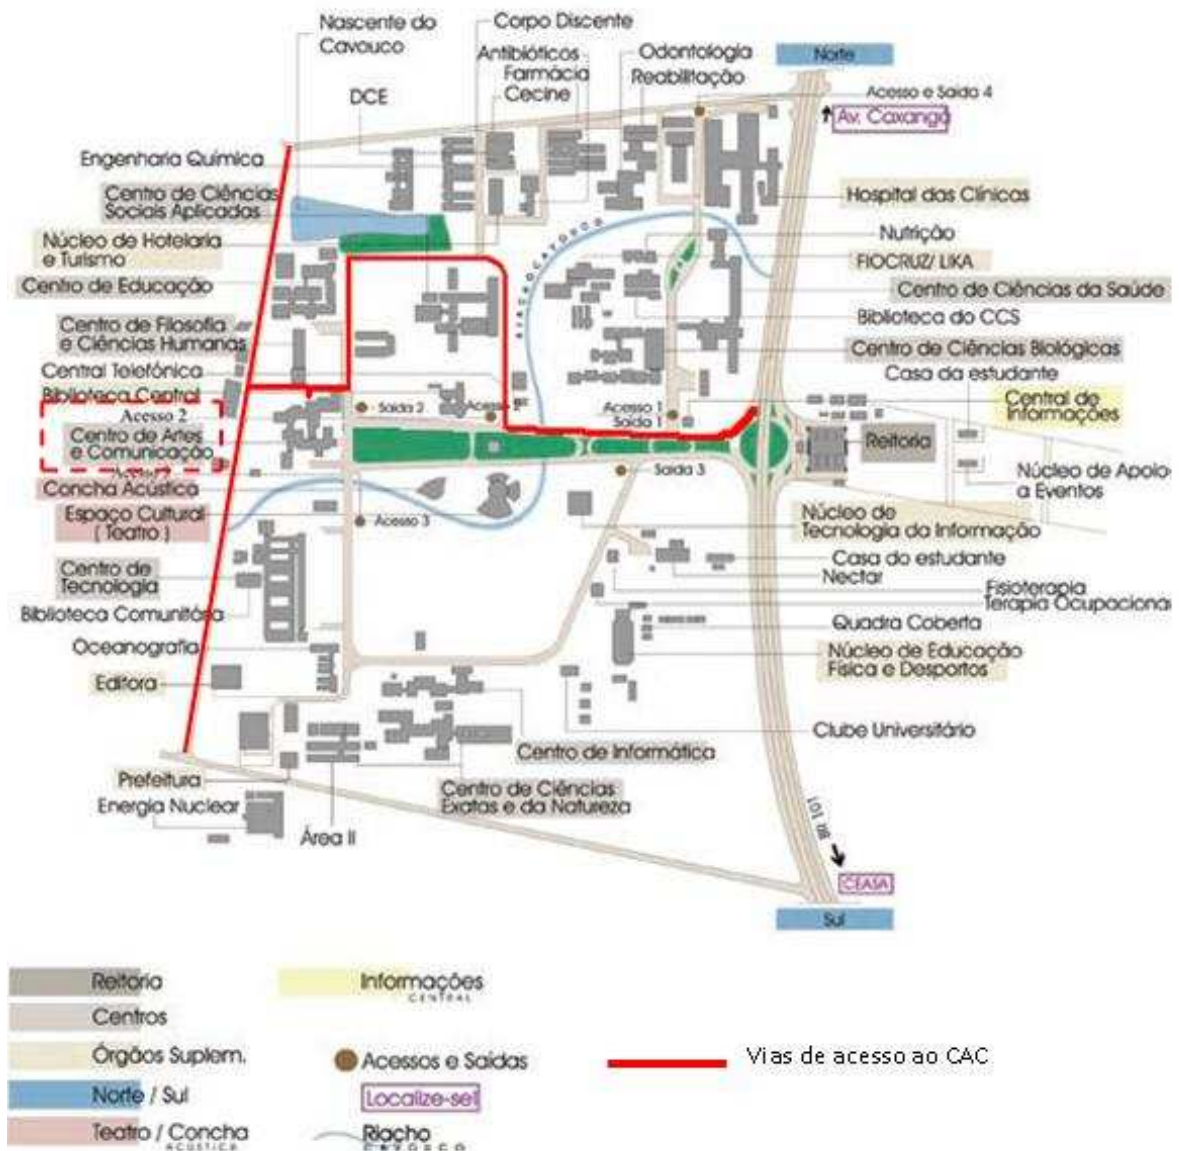 Nascente do
Cavouco
Corpo Discente
Antibióticos
Farmácia
Cecine
DCE
Odontologia
Reabilitação
Norte
Acesso e Saída 4
Av. Caxangá
Engenharia Química
Centro de Ciências
Sociais Aplicadas
Núcleo de Hotelaria
e Turismo
Centro de Educação
Centro de Filosofia
e Ciências Humanas
Central Telefônica
Biblioteca Central
Acesso 2
Centro de Artes
e Comunicação
Concha Acústica
Espaço Cultural
( Teatro )
Centro de
Tecnologia
Biblioteca Comunitária
Oceanografia
Editora
Prefeitura
Energia Nuclear
Área II
Hospital das Clínicas
Nutrição
FIOCRUZ/ LIKA
Centro de Ciências da Saúde
Biblioteca do CCS
Centro de Ciências Biológicas
Casa da estudante
Central de
Informações
Reitoria
Núcleo de Apoio
a Eventos
RIACHO CAVOUCO
Saída 2
Acesso 2
Acesso 1
Saída 1
Saída 3
Acesso 3
Núcleo de
Tecnologia da Informação
Casa do estudante
Nectar
Fisioterapia
Terapia Ocupaciona
Quadra Coberta
Núcleo de Educação
Física e Desportos
Clube Universitário
Centro de Informática
Centro de Ciências
Exatas e da Natureza
BR 101
CEASA
Sul
Reitoria
Centros
Órgãos Suplem.
Norte / Sul
Teatro / Concha
ACÚSTICA
Informações
CENTRAL
Acessos e Saídas
Localize-se!
Riacho
CAVOUCO
Vias de acesso ao CAC